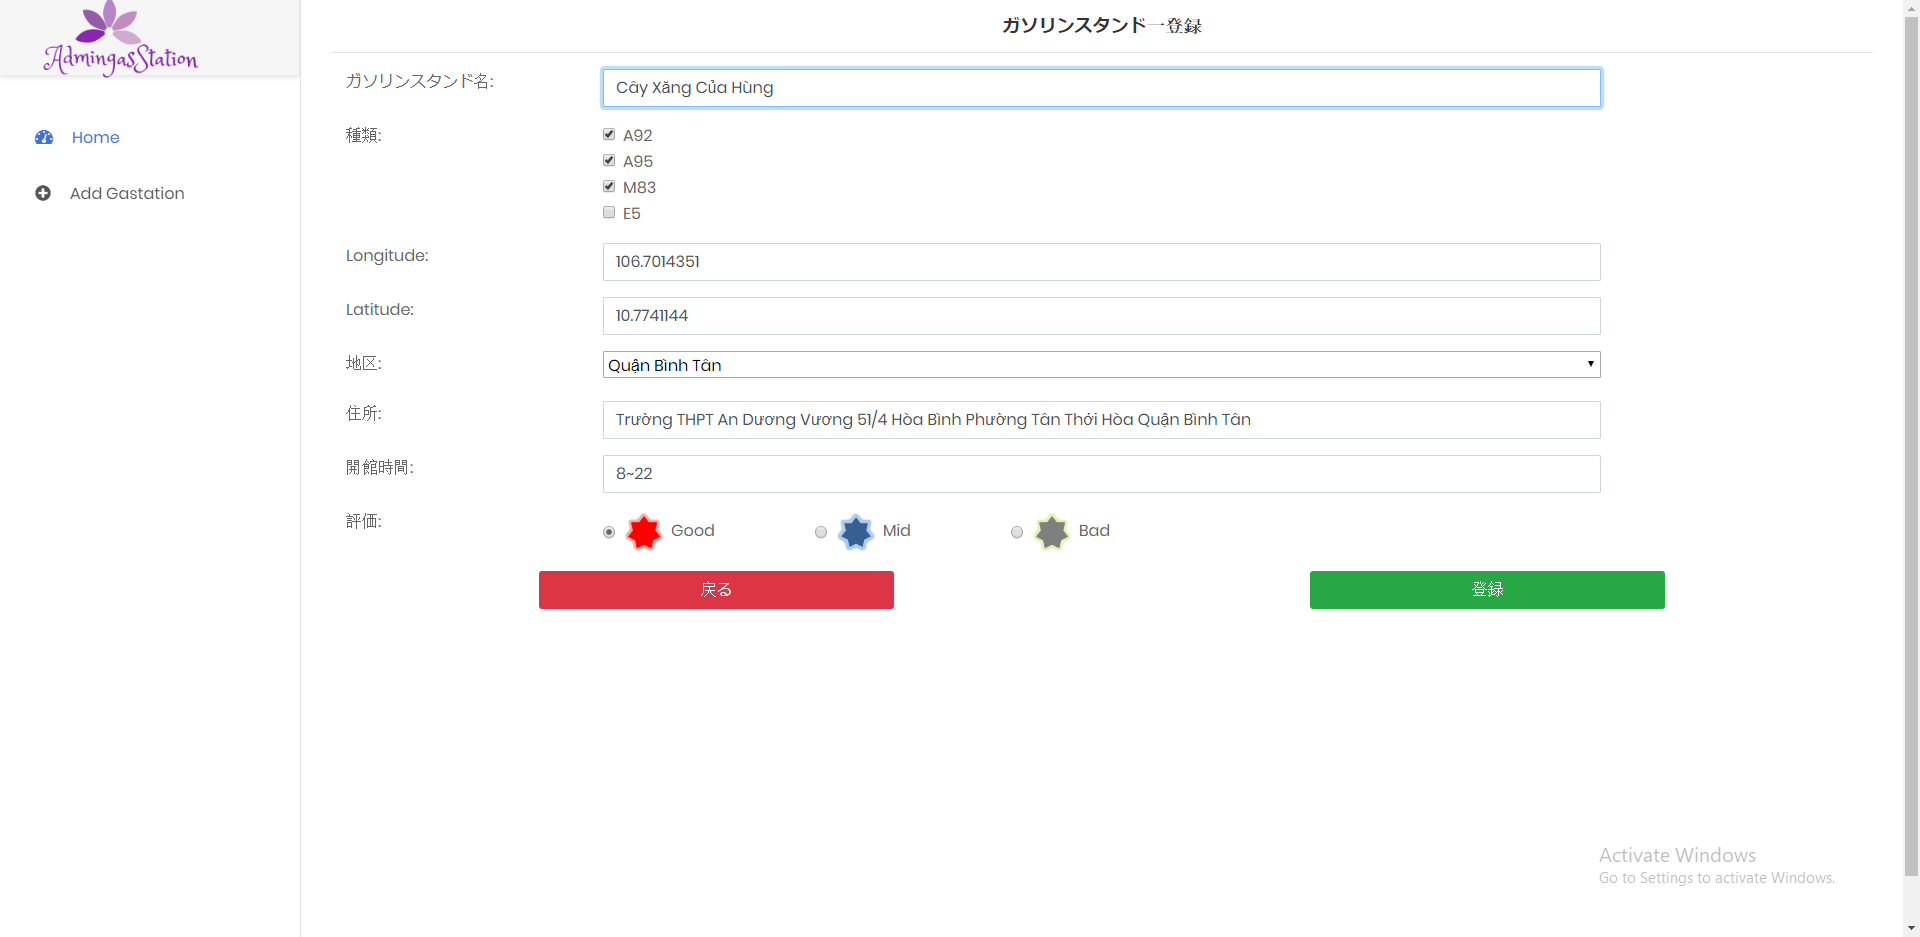 AdmingasStation
Home
Add Gastation
ガソリンスタンド一登録
ガソリンスタンド名:
Cây Xăng Của Hùng
種類:
A92
A95
M83
E5
Longitude:
106.7014351
Latitude:
10.7741144
地区:
Quận Bình Tân
住所:
Trường THPT An Dương Vương 51/4 Hòa Bình Phường Tân Thới Hòa Quận Bình Tân
開館時間:
8~22
評価:
Good
Mid
Bad
戻る
登録
Activate Windows
Go to Settings to activate Windows.